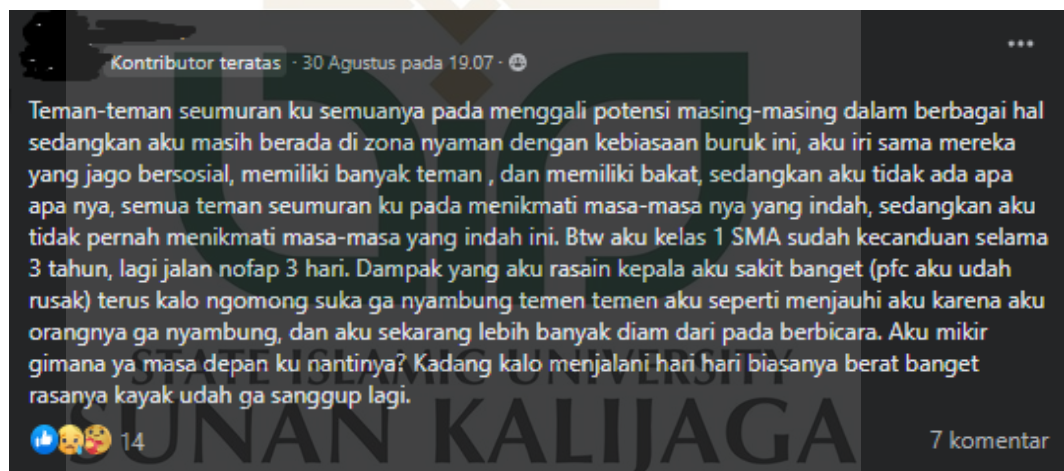 Kontributor teratas · 30 Agustus pada 19.07 ·
Teman-teman seumuran ku semuanya pada menggali potensi masing-masing dalam berbagai hal
sedangkan aku masih berada di zona nyaman dengan kebiasaan buruk ini, aku iri sama mereka
yang jago bersosial, memiliki banyak teman , dan memiliki bakat, sedangkan aku tidak ada apa
apa nya, semua teman seumuran ku pada menikmati masa-masa nya yang indah, sedangkan aku
tidak pernah menikmati masa-masa yang indah ini. Btw aku kelas 1 SMA sudah kecanduan selama
3 tahun, lagi jalan nofap 3 hari. Dampak yang aku rasain kepala aku sakit banget (pfc aku udah
rusak) terus kalo ngomong suka ga nyambung temen temen aku seperti menjauhi aku karena aku
orangnya ga nyambung, dan aku sekarang lebih banyak diam dari pada berbicara. Aku mikir
gimana ya masa depan ku nantinya? Kadang kalo menjalani hari hari biasanya berat banget
rasanya kayak udah ga sanggup lagi.
STATE ISLAMIC UNIVERSITY
SUNAN KALIJAGA
14
7 komentar